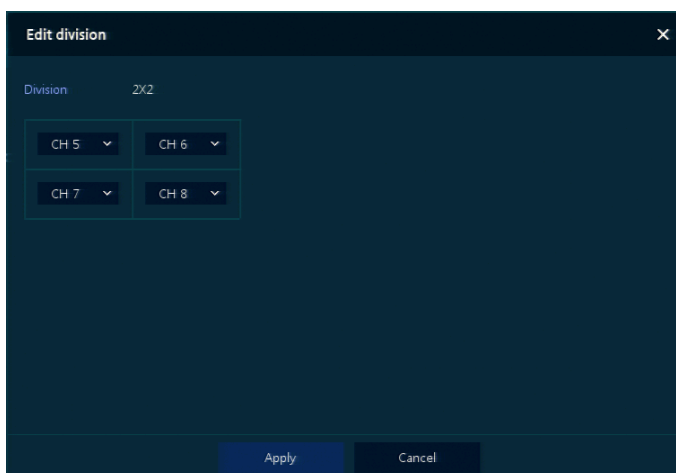 Edit division
Division 2X2
CH 5 CH 6
CH 7 CH 8
Apply Cancel